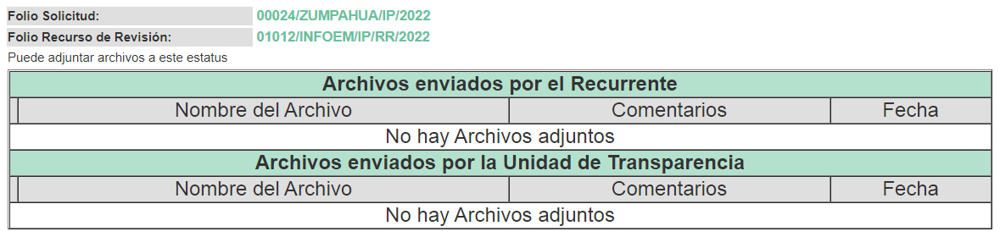 Folio Solicitud: 00024/ZUMPAHUA/IP/2022
Folio Recurso de Revisión: 01012/INFOEM/IP/RR/2022
Puede adjuntar archivos a este estatus
Archivos enviados por el Recurrente
Nombre del Archivo Comentarios Fecha
No hay Archivos adjuntos
Archivos enviados por la Unidad de Transparencia
Nombre del Archivo Comentarios Fecha
No hay Archivos adjuntos